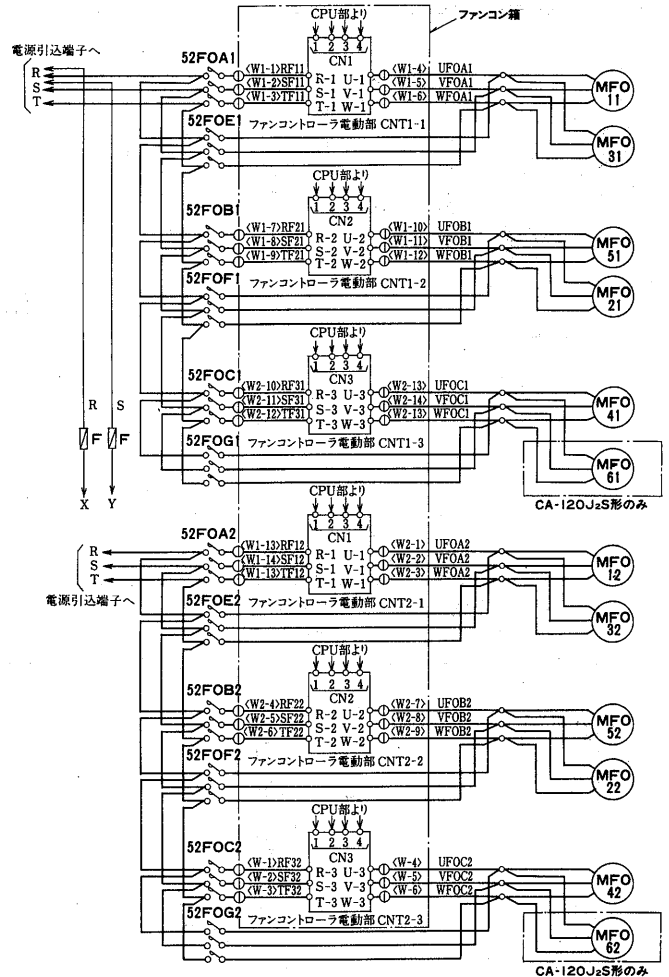 CPU部より
ファンコン箱
電源引込端子へ
52FOA1
1 2 3 4
CN1
R
S
T
〈W1-1〉RF11
〈W1-2〉SF11
〈W1-3〉TF11
R-1 U-1
S-1 V-1
T-1 W-1
〈W1-4〉 UFOA1
〈W1-5〉 VFOA1
〈W1-6〉 WFOA1
MFO
11
52FOE1
ファンコントローラ電動部 CNT1-1
MFO
31
CPU部より
52FOB1
1 2 3 4
CN2
〈W1-7〉RF21
〈W1-8〉SF21
〈W1-9〉TF21
R-2 U-2
S-2 V-2
T-2 W-2
〈W1-10〉 UFOB1
〈W1-11〉 VFOB1
〈W1-12〉 WFOB1
MFO
51
52FOF1
ファンコントローラ電動部 CNT1-2
MFO
21
CPU部より
52FOC1
1 2 3 4
CN3
〈W2-10〉RF31
〈W2-11〉SF31
〈W2-12〉TF31
R-3 U-3
S-3 V-3
T-3 W-3
〈W2-13〉 UFOC1
〈W2-14〉 VFOC1
〈W2-13〉 WFOC1
MFO
41
R S
F F
X Y
52FOG1
ファンコントローラ電動部 CNT1-3
MFO
61
CA-120J₂S形のみ
CPU部より
52FOA2
1 2 3 4
CN1
R
S
T
電源引込端子へ
〈W1-13〉RF12
〈W1-14〉SF12
〈W1-13〉TF12
R-1 U-1
S-1 V-1
T-1 W-1
〈W2-1〉 UFOA2
〈W2-2〉 VFOA2
〈W2-3〉 WFOA2
MFO
12
52FOE2
ファンコントローラ電動部 CNT2-1
MFO
32
CPU部より
52FOB2
1 2 3 4
CN2
〈W2-4〉RF22
〈W2-5〉SF22
〈W2-6〉TF22
R-2 U-2
S-2 V-2
T-2 W-2
〈W2-7〉 UFOB2
〈W2-8〉 VFOB2
〈W2-9〉 WFOB2
MFO
52
52FOF2
ファンコントローラ電動部 CNT2-2
MFO
22
CPU部より
52FOC2
1 2 3 4
CN3
〈W-1〉RF32
〈W-2〉SF32
〈W-3〉TF32
R-3 U-3
S-3 V-3
T-3 W-3
〈W-4〉 UFOC2
〈W-5〉 VFOC2
〈W-6〉 WFOC2
MFO
42
52FOG2
ファンコントローラ電動部 CNT2-3
MFO
62
CA-120J₂S形のみ